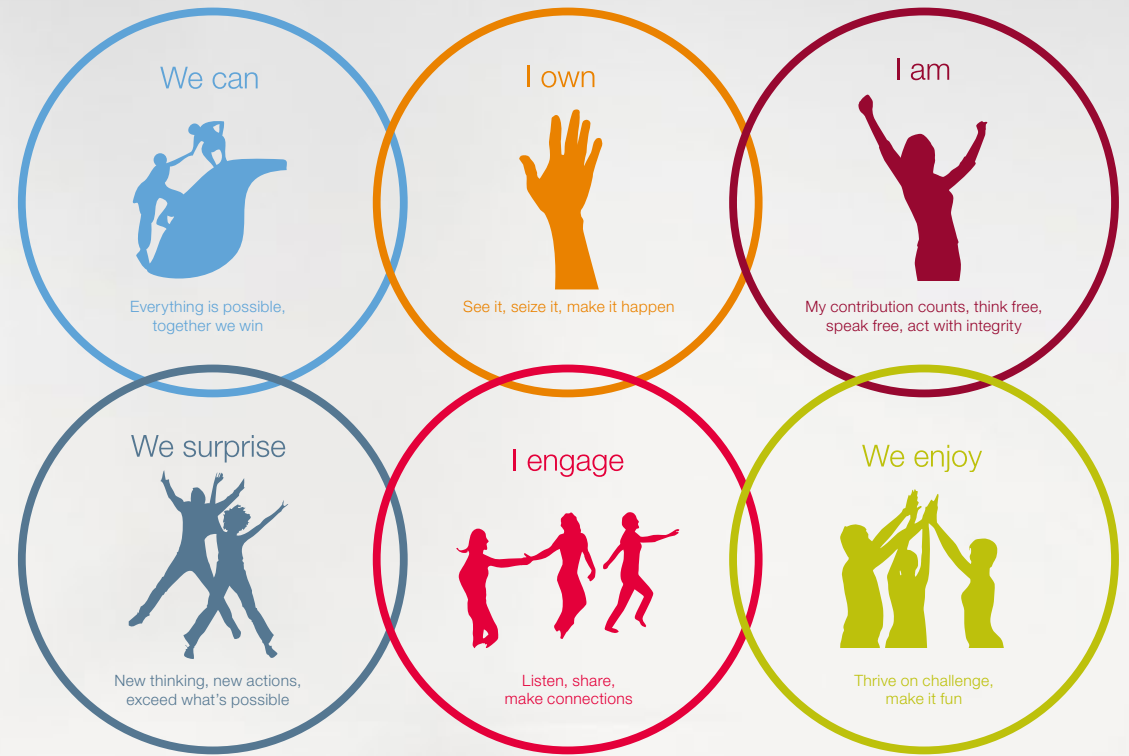 We can
Everything is possible,
together we win
I own
See it, seize it, make it happen
I am
My contribution counts, think free,
speak free, act with integrity
We surprise
New thinking, new actions,
exceed what's possible
I engage
Listen, share,
make connections
We enjoy
Thrive on challenge,
make it fun